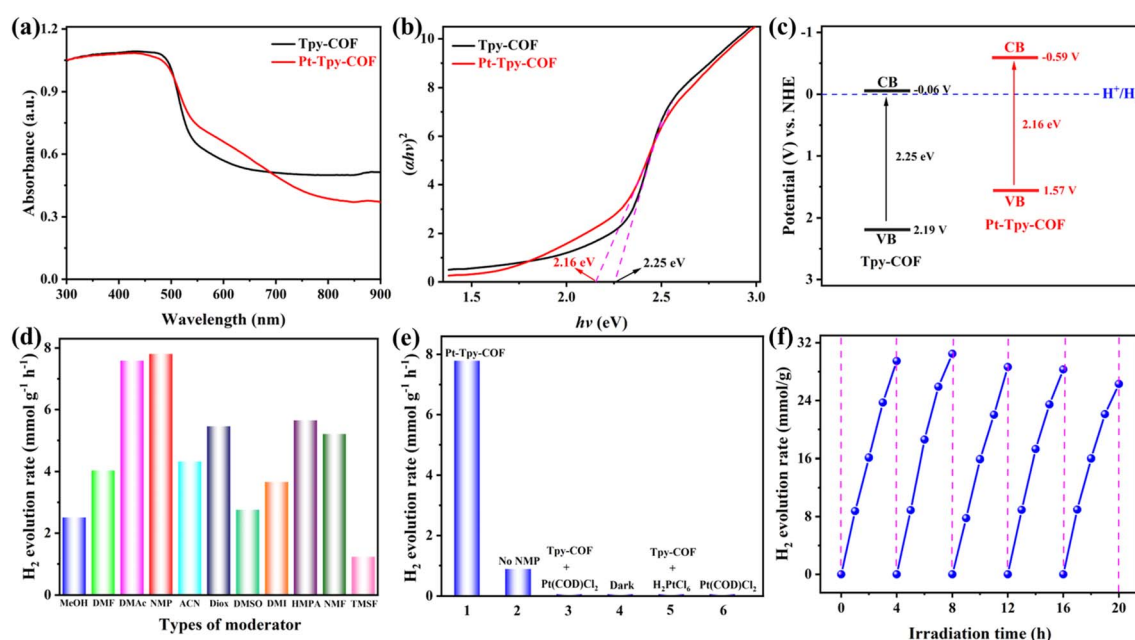 (a)
1.2
0.9
0.6
0.3
0.0
Absorbance (a.u.)
Tpy-COF
Pt-Tpy-COF
300 400 500 600 700 800 900
Wavelength (nm)
(b)
10
8
6
4
2
0
(αhv)²
Tpy-COF
Pt-Tpy-COF
2.16 eV
2.25 eV
1.5 2.0 2.5 3.0
hv (eV)
(c)
-1
0
1
2
3
Potential (V) vs. NHE
CB
-0.59 V
CB
-0.06 V
H⁺/H
2.16 eV
2.25 eV
1.57 V
VB
Pt-Tpy-COF
2.19 V
VB
Tpy-COF
(d)
8
6
4
2
0
H₂ evolution rate (mmol g⁻¹ h⁻¹)
MeOH DMF DMAc NMP ACN Diox DMSO DMI HMPA NMF TMSF
Types of moderator
(e)
8
6
4
2
0
H₂ evolution rate (mmol g⁻¹ h⁻¹)
Pt-Tpy-COF
No NMP
Tpy-COF
+
Pt(COD)Cl₂
Dark
Tpy-COF
+
H₂PtCl₆
Pt(COD)Cl₂
1 2 3 4 5 6
(f)
32
24
16
8
0
H₂ evolution rate (mmol/g)
0 4 8 12 16 20
Irradiation time (h)